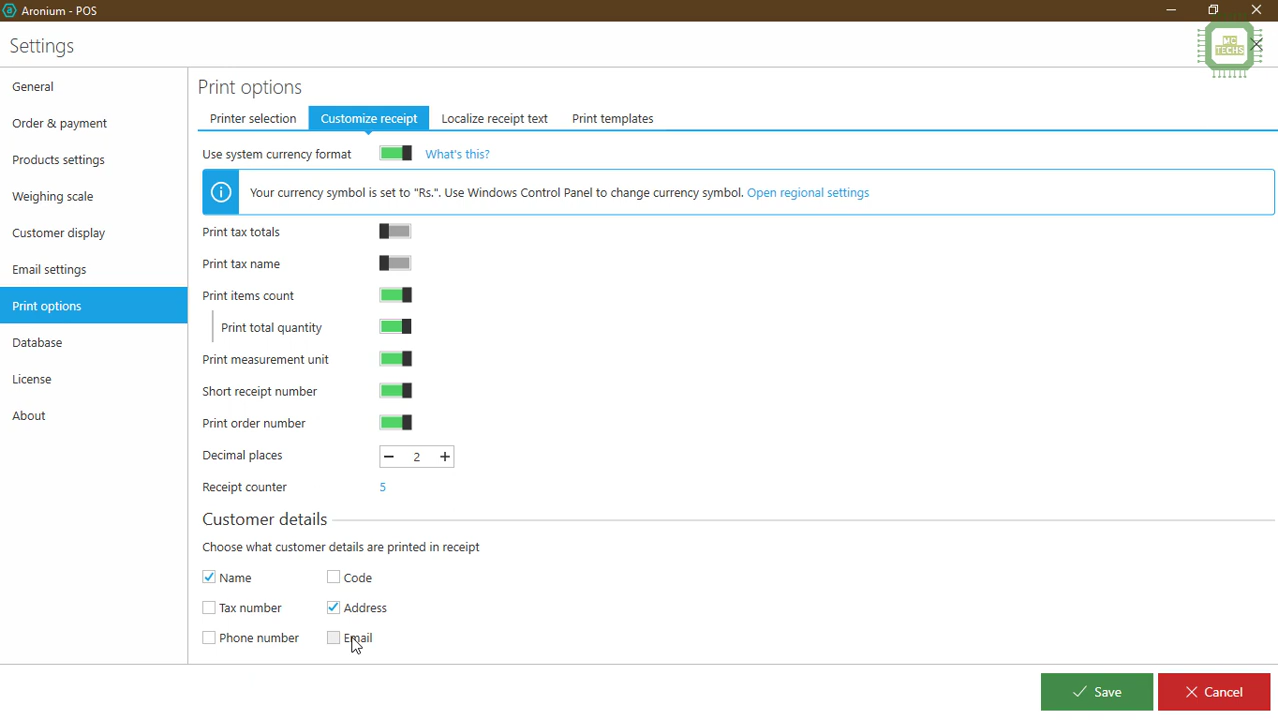 Aronium - POS
Settings
MC
TECHS
General
Order & payment
Products settings
Weighing scale
Customer display
Email settings
Print options
Database
License
About
Print options
Printer selection
Customize receipt
Localize receipt text
Print templates
Use system currency format
What's this?
Your currency symbol is set to "Rs.". Use Windows Control Panel to change currency symbol. Open regional settings
Print tax totals
Print tax name
Print items count
Print total quantity
Print measurement unit
Short receipt number
Print order number
Decimal places
2
Receipt counter
5
Customer details
Choose what customer details are printed in receipt
Name
Code
Tax number
Address
Phone number
Email
Save
Cancel